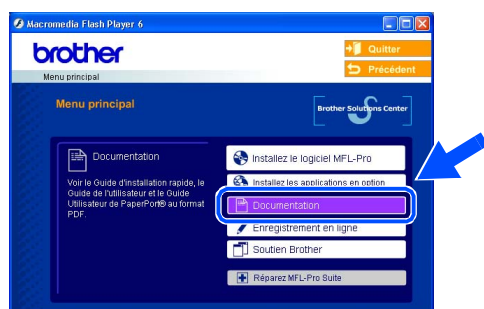 Macromedia Flash Player 6
brother
Quitter
Précédent
Menu principal
Menu principal
Brother Solutions Center
Documentation
Voir le Guide d'installation rapide, le
Guide de l'utilisateur et le Guide
Utilisateur de PaperPort® au format
PDF.
Installez le logiciel MFL-Pro
Installez les applications en option
Documentation
Enregistrement en ligne
Soutien Brother
Réparez MFL-Pro Suite